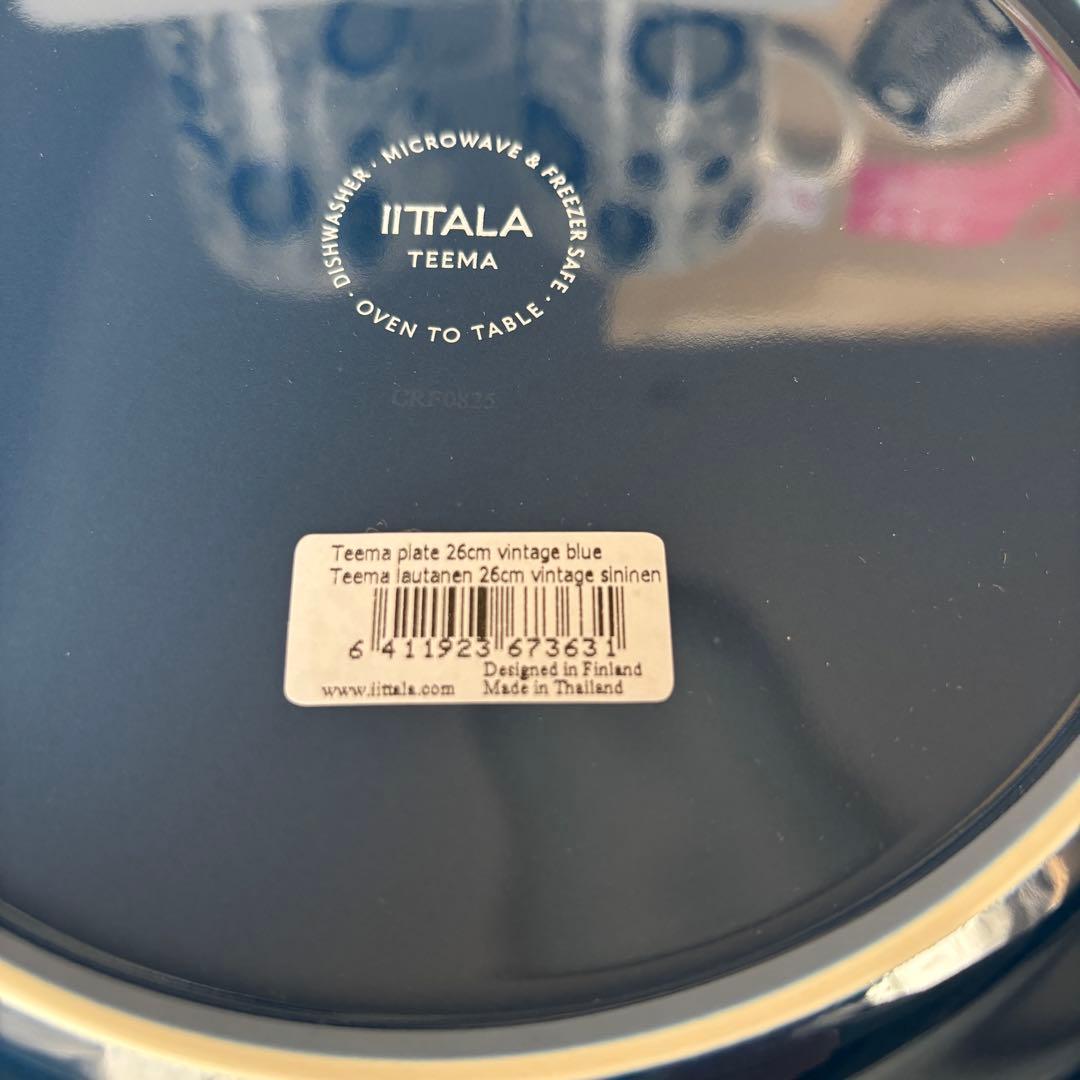 DISHWASHER · MICROWAVE & FREEZER SAFE · OVEN TO TABLE ·
IITTALA
TEEMA
CRF0825
Teema plate 26cm vintage blue
Teema lautanen 26cm vintage sininen
6 411923 673631
Designed in Finland
www.iittala.com Made in Thailand